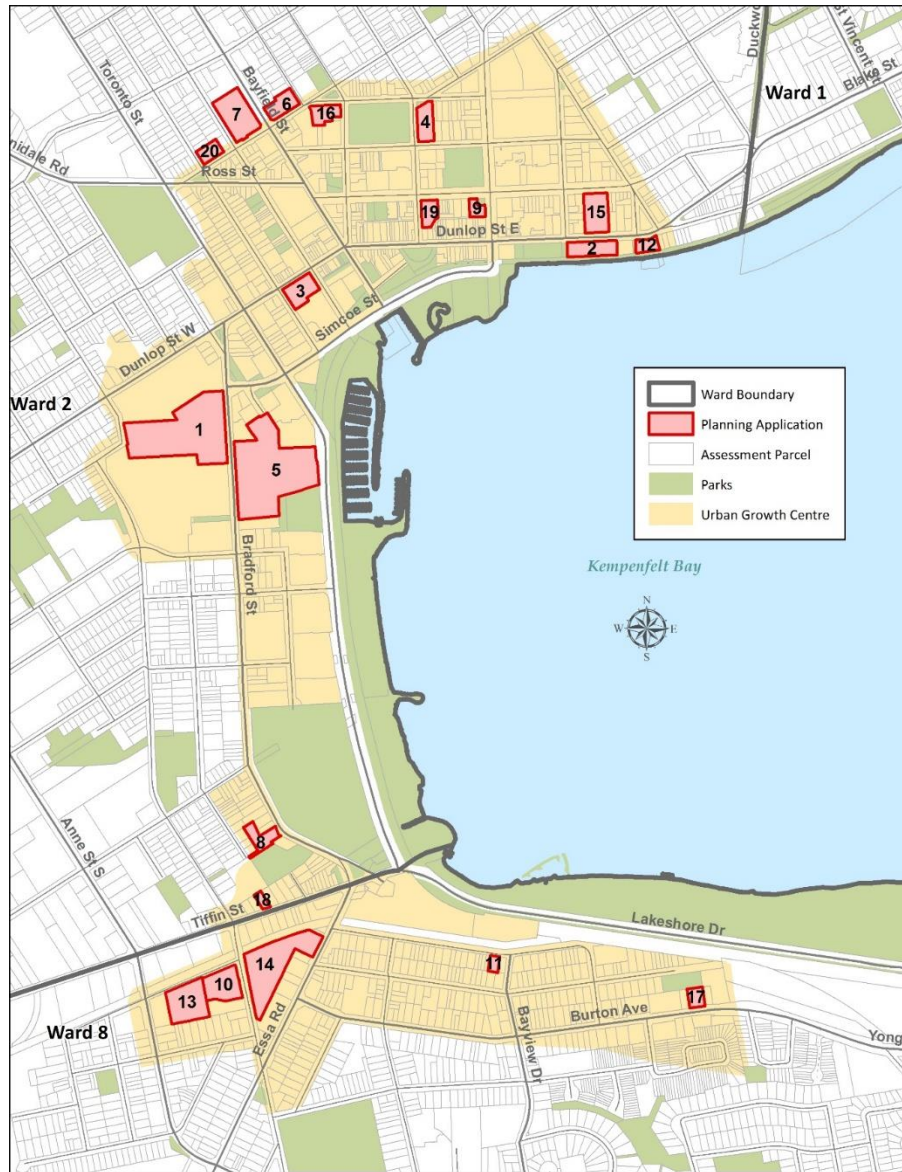 Duckwo
St Vincent St
Blake St
Ward 1
Toronto St
Bayfield St
6
7
16
4
20
nnidale Rd
Ross St
19
9
15
Dunlop St E
2
12
3
Simcoe St
Dunlop St W
Ward 2
Ward Boundary
Planning Application
Assessment Parcel
Parks
Urban Growth Centre
1
5
Bradford St
Kempenfelt Bay
N
W
E
S
Anne St S
8
18
Tiffin St
Lakeshore Dr
14
11
10
13
17
Essa Rd
Burton Ave
Bayview Dr
Ward 8
Yong